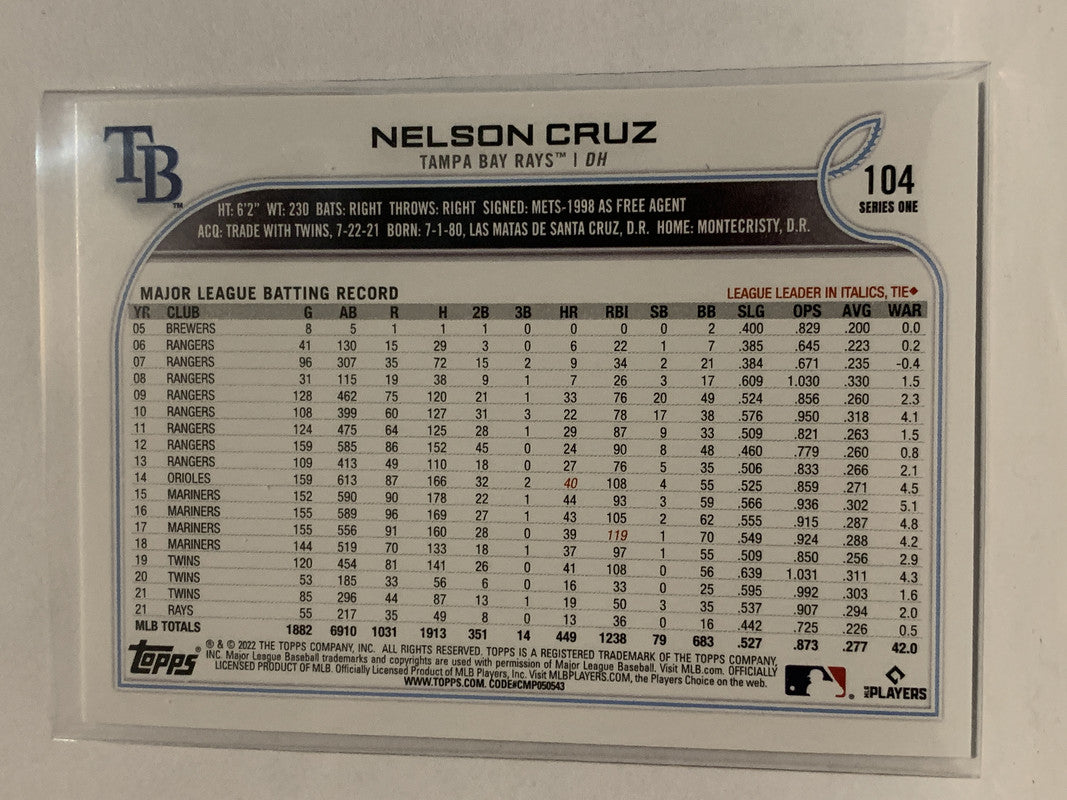 TB™
NELSON CRUZ
TAMPA BAY RAYS™ | DH
104
SERIES ONE
HT: 6'2" WT: 230 BATS: RIGHT THROWS: RIGHT SIGNED: METS-1998 AS FREE AGENT
ACQ: TRADE WITH TWINS, 7-22-21 BORN: 7-1-80, LAS MATAS DE SANTA CRUZ, D.R. HOME: MONTECRISTY, D.R.
MAJOR LEAGUE BATTING RECORD LEAGUE LEADER IN ITALICS, TIE♦
YR CLUB G AB R H 2B 3B HR RBI SB BB SLG OPS AVG WAR
05 BREWERS 8 5 1 1 1 0 0 0 0 2 .400 .829 .200 0.0
06 RANGERS 41 130 15 29 3 0 6 22 1 7 .385 .645 .223 0.2
07 RANGERS 96 307 35 72 15 2 9 34 2 21 .384 .671 .235 -0.4
08 RANGERS 31 115 19 38 9 1 7 26 3 17 .609 1.030 .330 1.5
09 RANGERS 128 462 75 120 21 1 33 76 20 49 .524 .856 .260 2.3
10 RANGERS 108 399 60 127 31 3 22 78 17 38 .576 .950 .318 4.1
11 RANGERS 124 475 64 125 28 1 29 87 9 33 .509 .821 .263 1.5
12 RANGERS 159 585 86 152 45 0 24 90 8 48 .460 .779 .260 0.8
13 RANGERS 109 413 49 110 18 0 27 76 5 35 .506 .833 .266 2.1
14 ORIOLES 159 613 87 166 32 2 40 108 4 55 .525 .859 .271 4.5
15 MARINERS 152 590 90 178 22 1 44 93 3 59 .566 .936 .302 5.1
16 MARINERS 155 589 96 169 27 1 43 105 2 62 .555 .915 .287 4.8
17 MARINERS 155 556 91 160 28 0 39 119 1 70 .549 .924 .288 4.2
18 MARINERS 144 519 70 133 18 1 37 97 1 55 .509 .850 .256 2.9
19 TWINS 120 454 81 141 26 0 41 108 0 56 .639 1.031 .311 4.3
20 TWINS 53 185 33 56 6 0 16 33 0 25 .595 .992 .303 1.6
21 TWINS 85 296 44 87 13 1 19 50 3 35 .537 .907 .294 2.0
21 RAYS 55 217 35 49 8 0 13 36 0 16 .442 .725 .226 0.5
MLB TOTALS 1882 6910 1031 1913 351 14 449 1238 79 683 .527 .873 .277 42.0
topps®
® & © 2022 THE TOPPS COMPANY, INC. ALL RIGHTS RESERVED. TOPPS IS A REGISTERED TRADEMARK OF THE TOPPS COMPANY,
INC. Major League Baseball trademarks and copyrights are used with permission of Major League Baseball. Visit MLB.com. OFFICIALLY
LICENSED PRODUCT OF MLB. Officially Licensed Product of MLB Players, Inc. Visit MLBPLAYERS.COM, the Players Choice on the web.
WWW.TOPPS.COM. CODE#CMP050543
®
PLAYERS